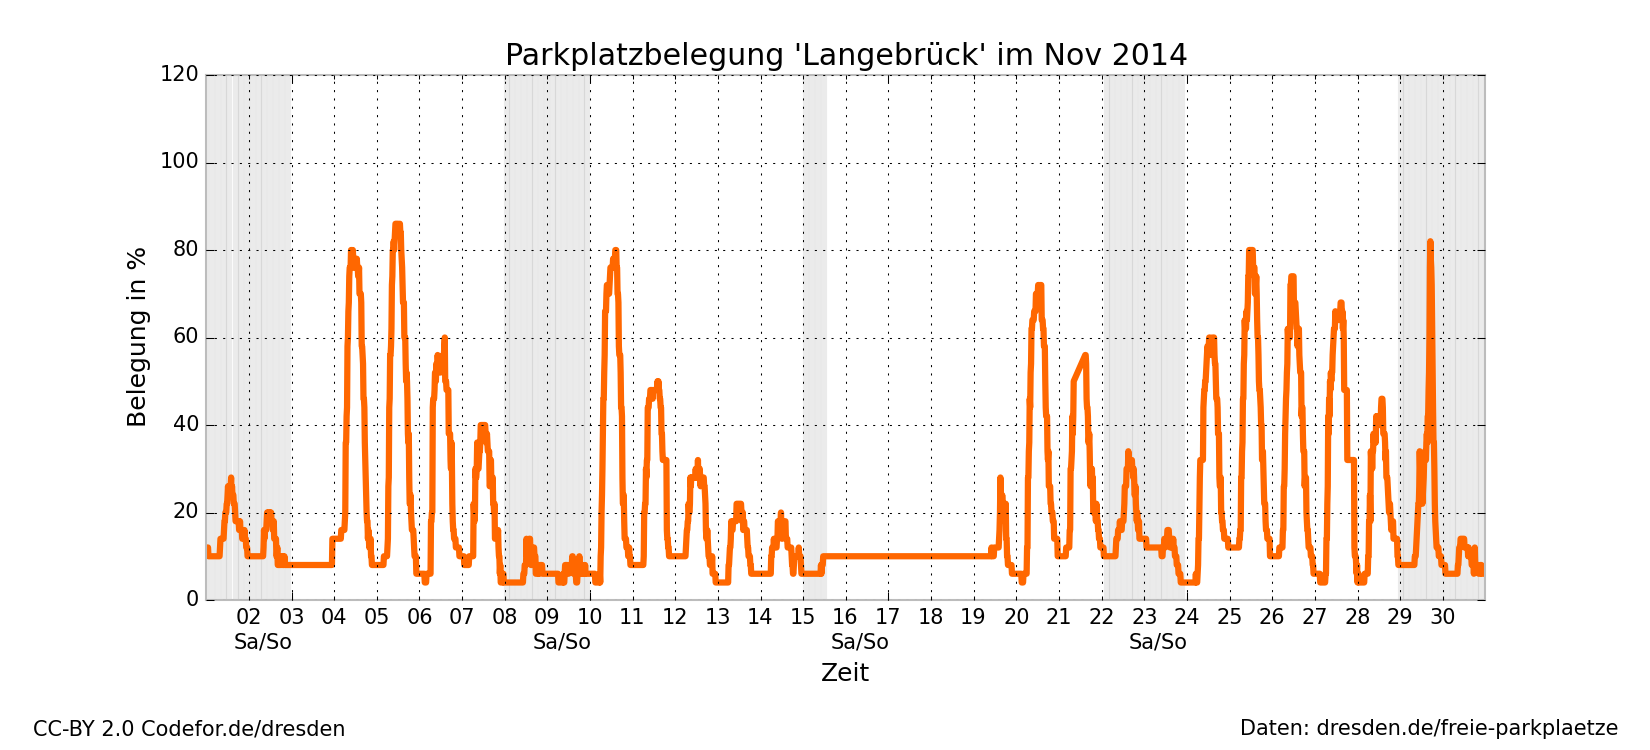 Parkplatzbelegung 'Langebrück' im Nov 2014
120
100
80
60
40
20
0
Belegung in %
02 03 04 05 06 07 08 09 10 11 12 13 14 15 16 17 18 19 20 21 22 23 24 25 26 27 28 29 30
Sa/So Sa/So Sa/So Sa/So
Zeit
CC-BY 2.0 Codefor.de/dresden
Daten: dresden.de/freie-parkplaetze